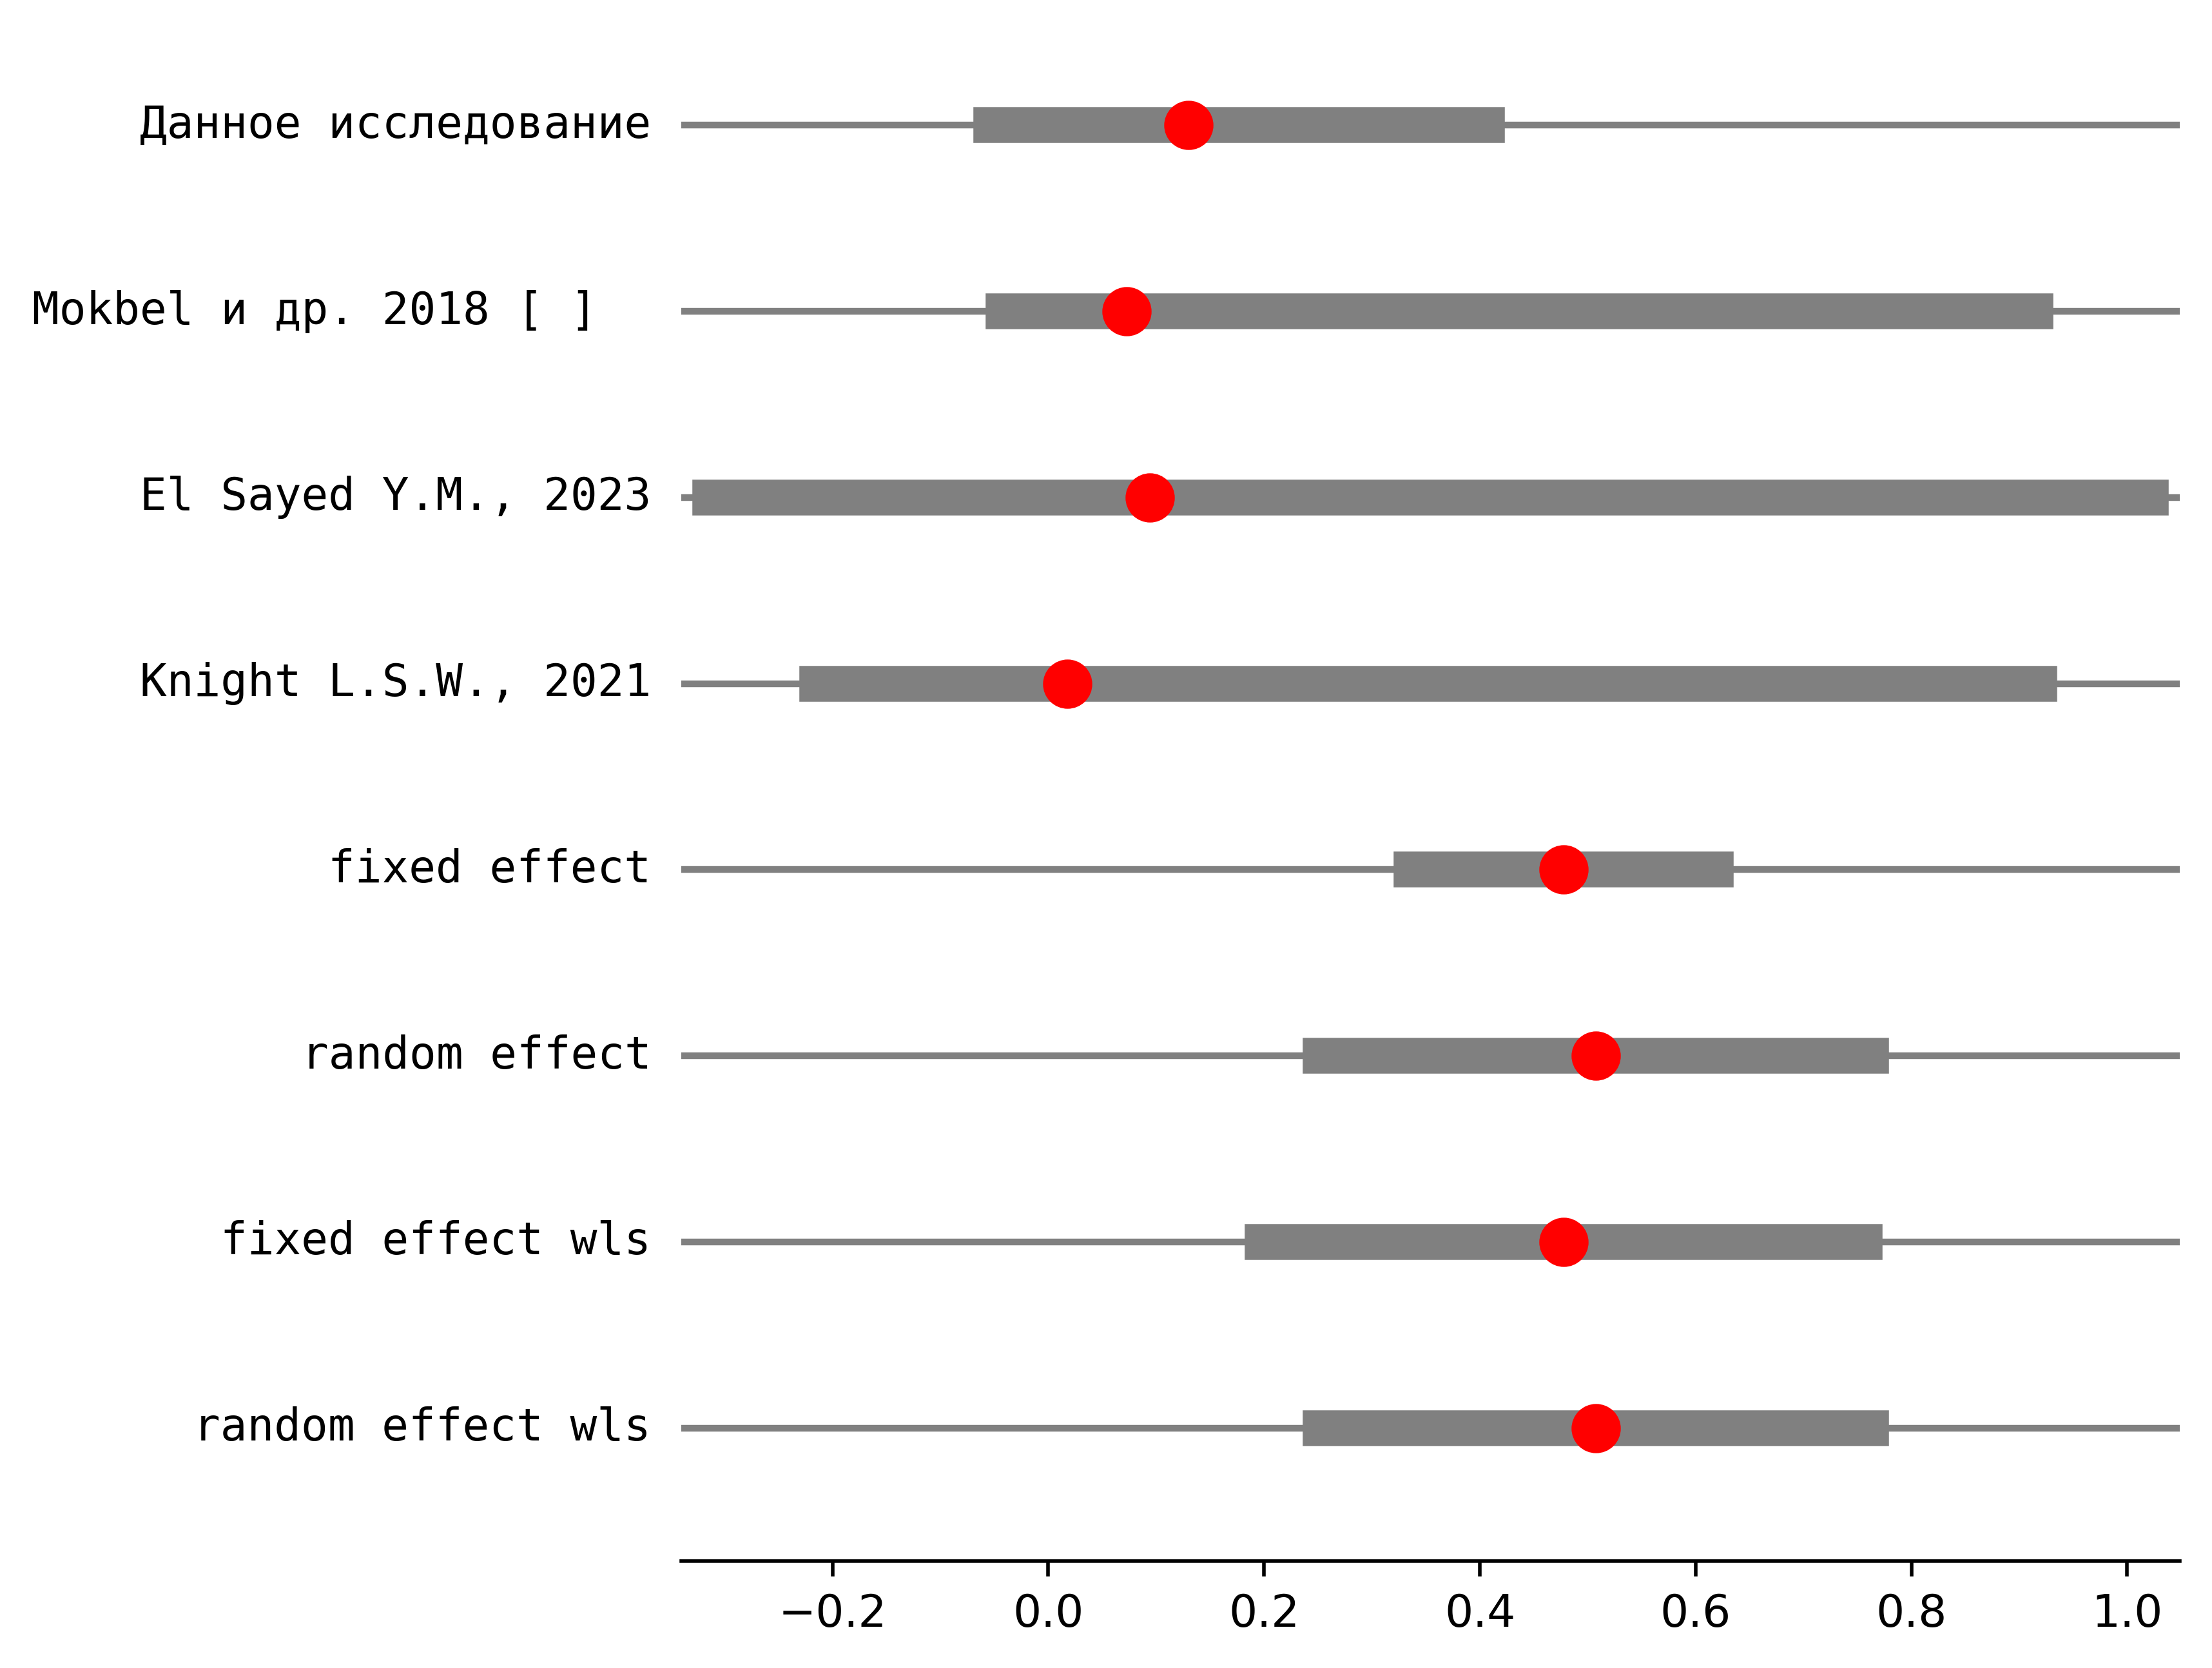 Данное исследование
Mokbel и др. 2018 [ ]
El Sayed Y.M., 2023
Knight L.S.W., 2021
fixed effect
random effect
fixed effect wls
random effect wls
−0.2 0.0 0.2 0.4 0.6 0.8 1.0